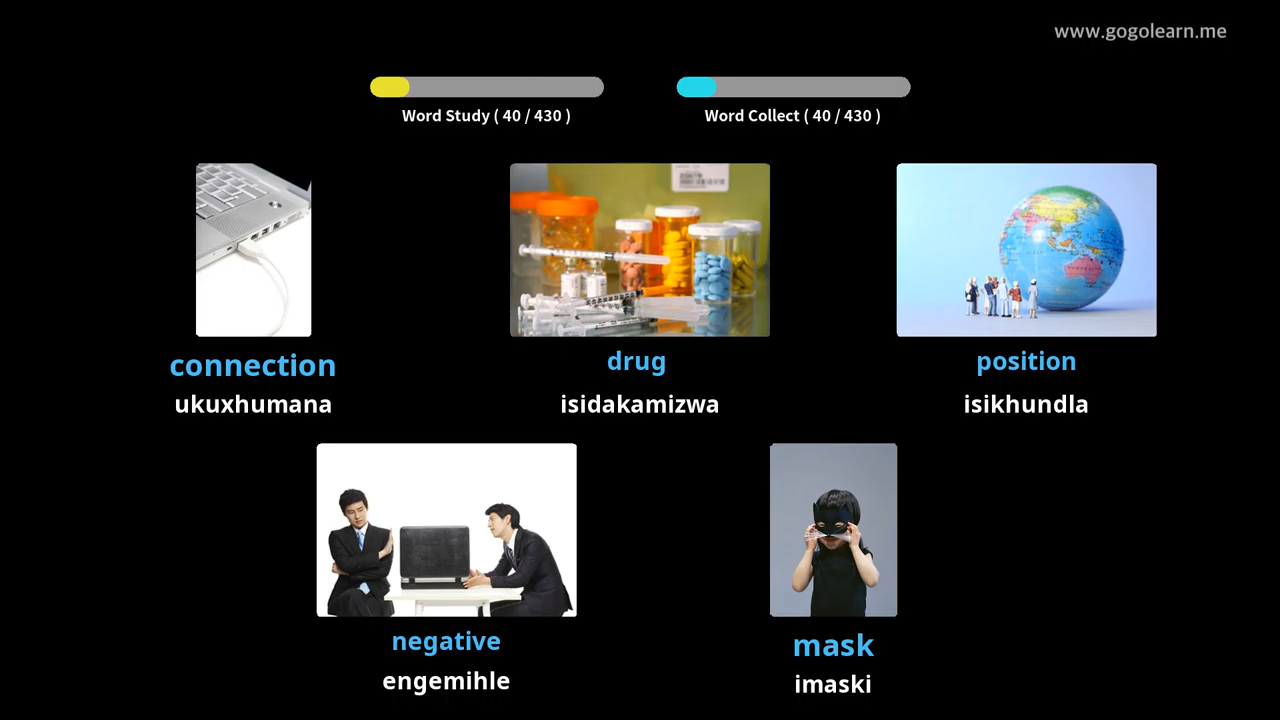 www.gogolearn.me
Word Study ( 40 / 430 )
Word Collect ( 40 / 430 )
connection
ukuxhumana
drug
isidakamizwa
position
isikhundla
negative
engemihle
mask
imaski